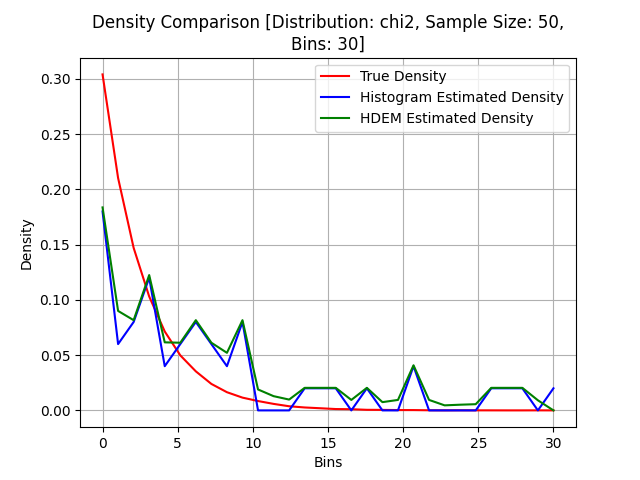 Density Comparison [Distribution: chi2, Sample Size: 50,
Bins: 30]
True Density
Histogram Estimated Density
HDEM Estimated Density
Density
0.30
0.25
0.20
0.15
0.10
0.05
0.00
0 5 10 15 20 25 30
Bins